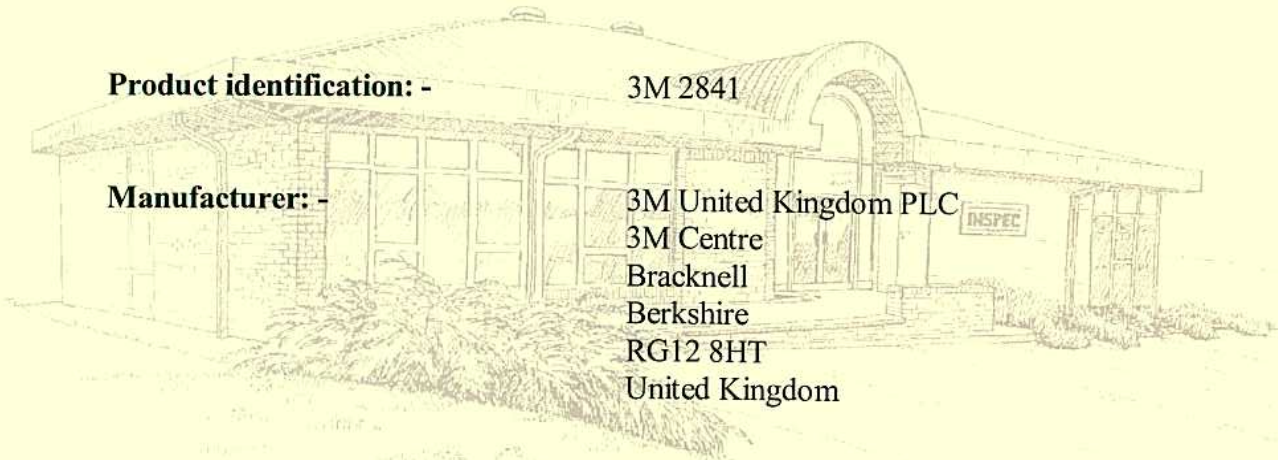 Product identification: - 3M 2841
Manufacturer: - 3M United Kingdom PLC
INSPEC
3M Centre
Bracknell
Berkshire
RG12 8HT
United Kingdom